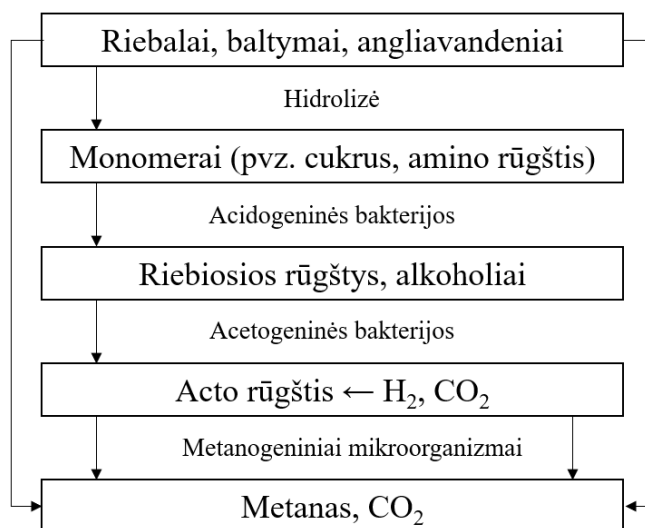 Riebalai, baltymai, angliavandeniai
Hidrolizė
Monomerai (pvz. cukrus, amino rūgštis)
Acidogeninės bakterijos
Riebiosios rūgštys, alkoholiai
Acetogeninės bakterijos
Acto rūgštis ← H₂, CO₂
Metanogeniniai mikroorganizmai
Metanas, CO₂